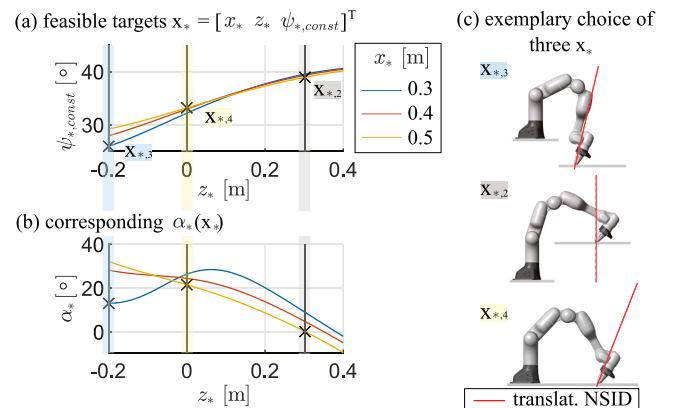 (a) feasible targets x* = [ x* z* ψ*,const ]ᵀ
ψ*,const [°]
40
30
-0.2 0 0.2 0.4
z* [m]
x*,3
x*,4
x*,2
x* [m]
0.3
0.4
0.5
(b) corresponding α*(x*)
α* [°]
40
20
0
-0.2 0 0.2 0.4
z* [m]
(c) exemplary choice of
three x*
x*,3
x*,2
x*,4
translat. NSID